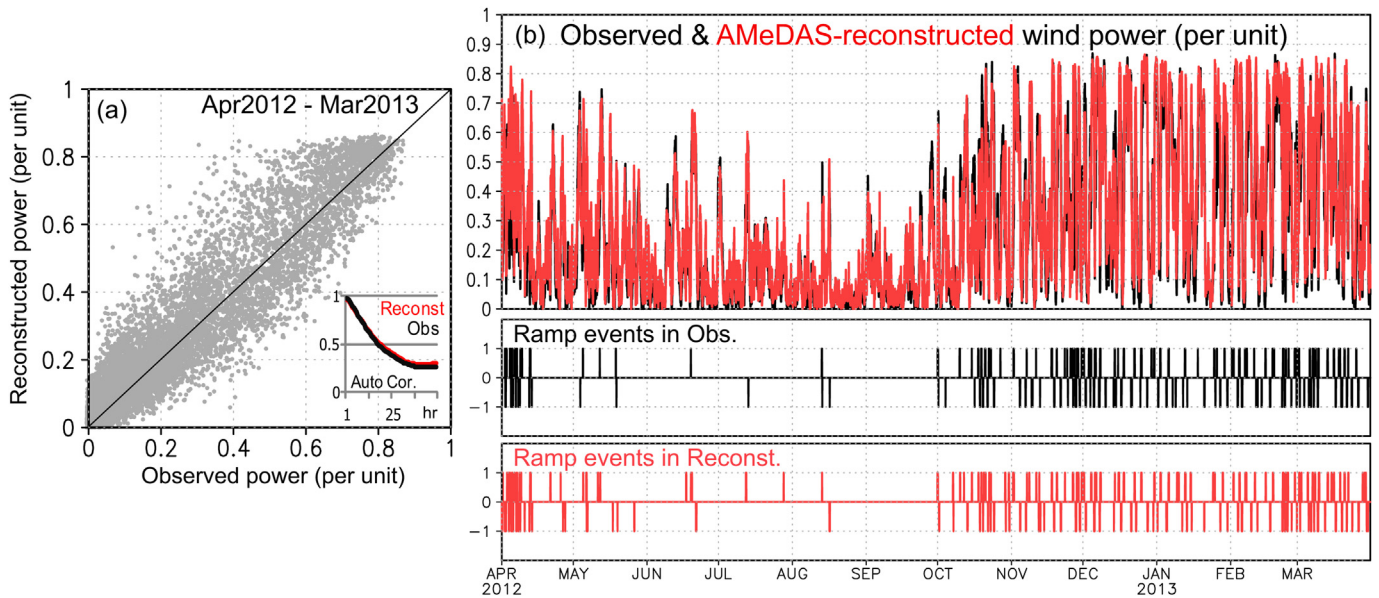 (a) Apr2012 - Mar2013
Reconstructed power (per unit)
1
0.8
0.6
0.4
0.2
0
0 0.2 0.4 0.6 0.8 1
Observed power (per unit)
1
0.5
0
Reconst
Obs
Auto Cor.
1 25 hr
(b) Observed & AMeDAS-reconstructed wind power (per unit)
1
0.9
0.8
0.7
0.6
0.5
0.4
0.3
0.2
0.1
0
Ramp events in Obs.
1
0
−1
Ramp events in Reconst.
1
0
−1
APR MAY JUN JUL AUG SEP OCT NOV DEC JAN FEB MAR
2012 2013